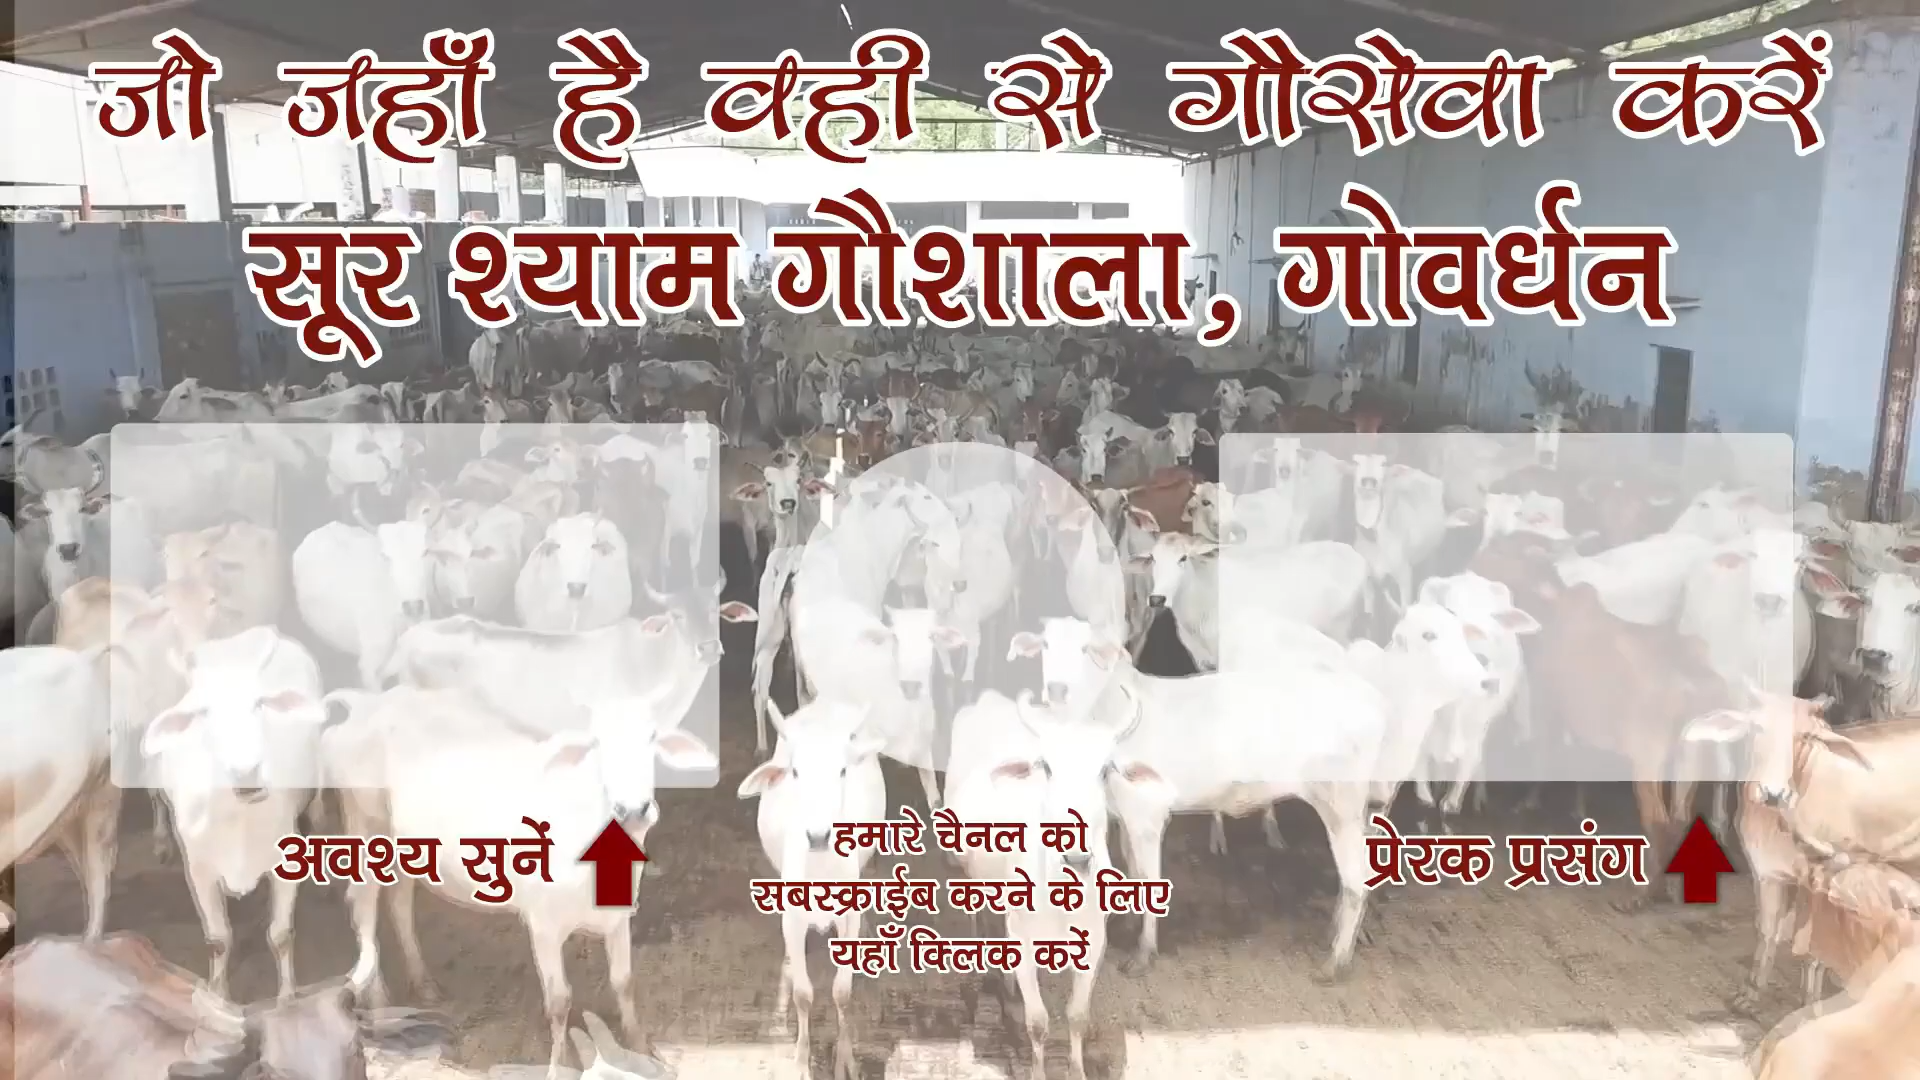 जो जहाँ है वही से गौसेवा करें
सूर श्याम गौशाला, गोवर्धन
अवश्य सुनें
हमारे चैनल को
सबस्क्राईब करने के लिए
यहाँ क्लिक करें
प्रेरक प्रसंग